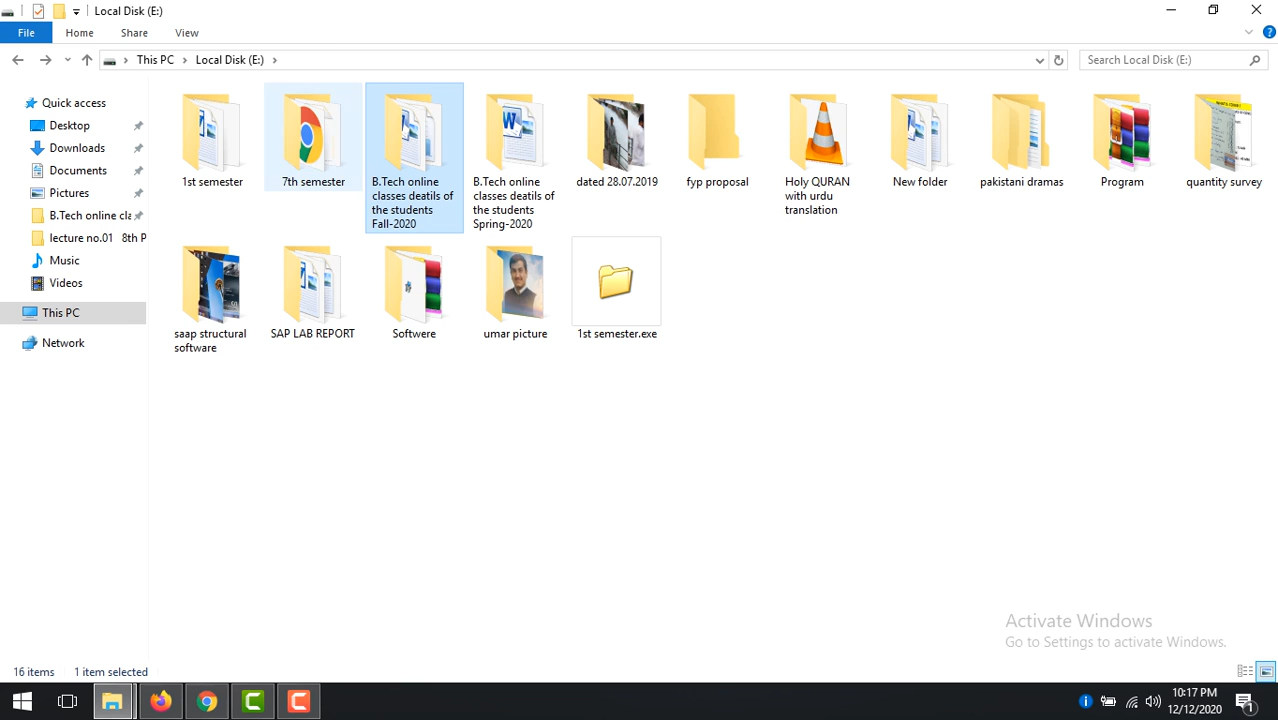 Local Disk (E:)
File
Home
Share
View
This PC
Local Disk (E:)
Search Local Disk (E:)
Quick access
Desktop
Downloads
Documents
Pictures
B.Tech online cla
lecture no.01 8th P
Music
Videos
This PC
Network
1st semester
7th semester
B.Tech online
classes deatils of
the students
Fall-2020
B.Tech online
classes deatils of
the students
Spring-2020
dated 28.07.2019
fyp proposal
Holy QURAN
with urdu
translation
New folder
pakistani dramas
Program
quantity survey
saap structural
software
SAP LAB REPORT
Softwere
umar picture
1st semester.exe
Activate Windows
Go to Settings to activate Windows.
16 items
1 item selected
10:17 PM
12/12/2020
1